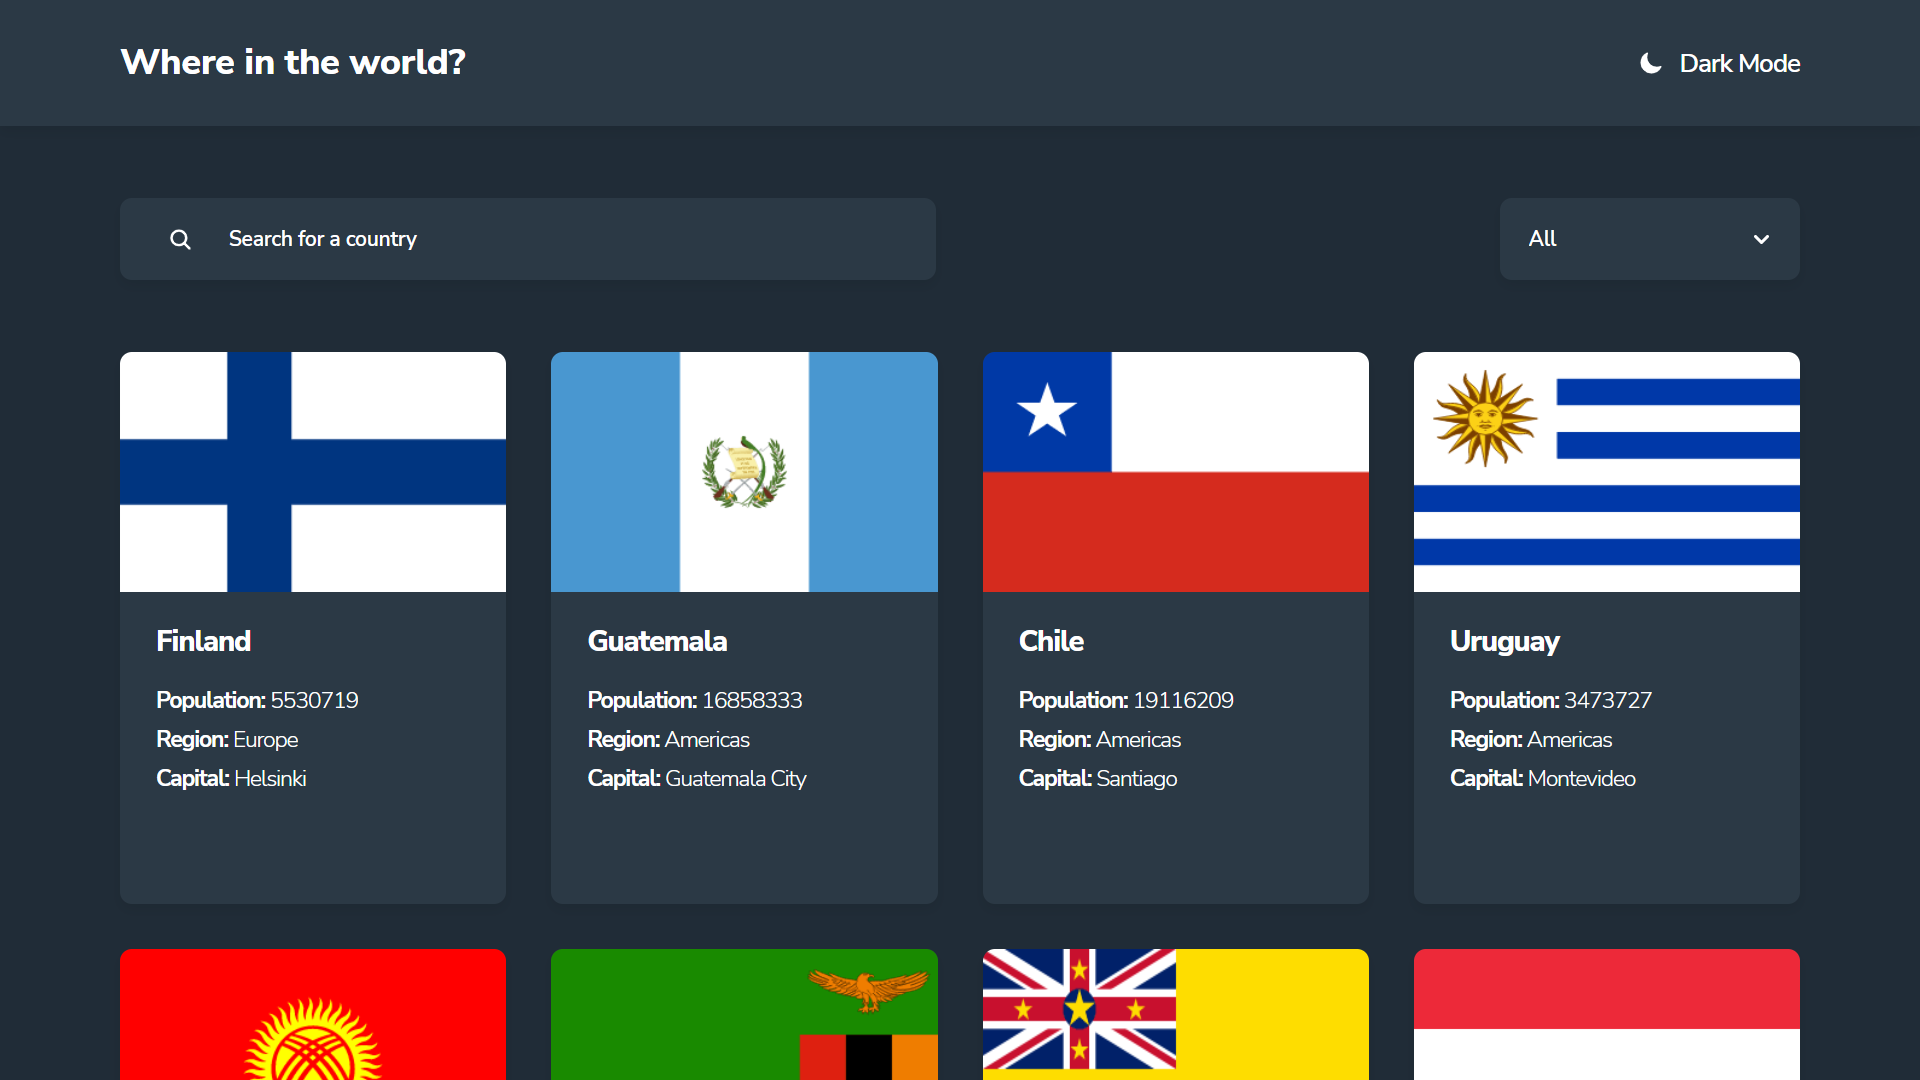 Where in the world?
Dark Mode
Search for a country
All
Finland
Population: 5530719
Region: Europe
Capital: Helsinki
Guatemala
Population: 16858333
Region: Americas
Capital: Guatemala City
Chile
Population: 19116209
Region: Americas
Capital: Santiago
Uruguay
Population: 3473727
Region: Americas
Capital: Montevideo